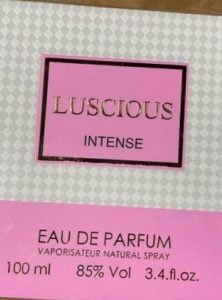 LUSCIOUS
INTENSE
EAU DE PARFUM
VAPORISATEUR NATURAL SPRAY
100 ml 85% Vol 3.4.fl.oz.